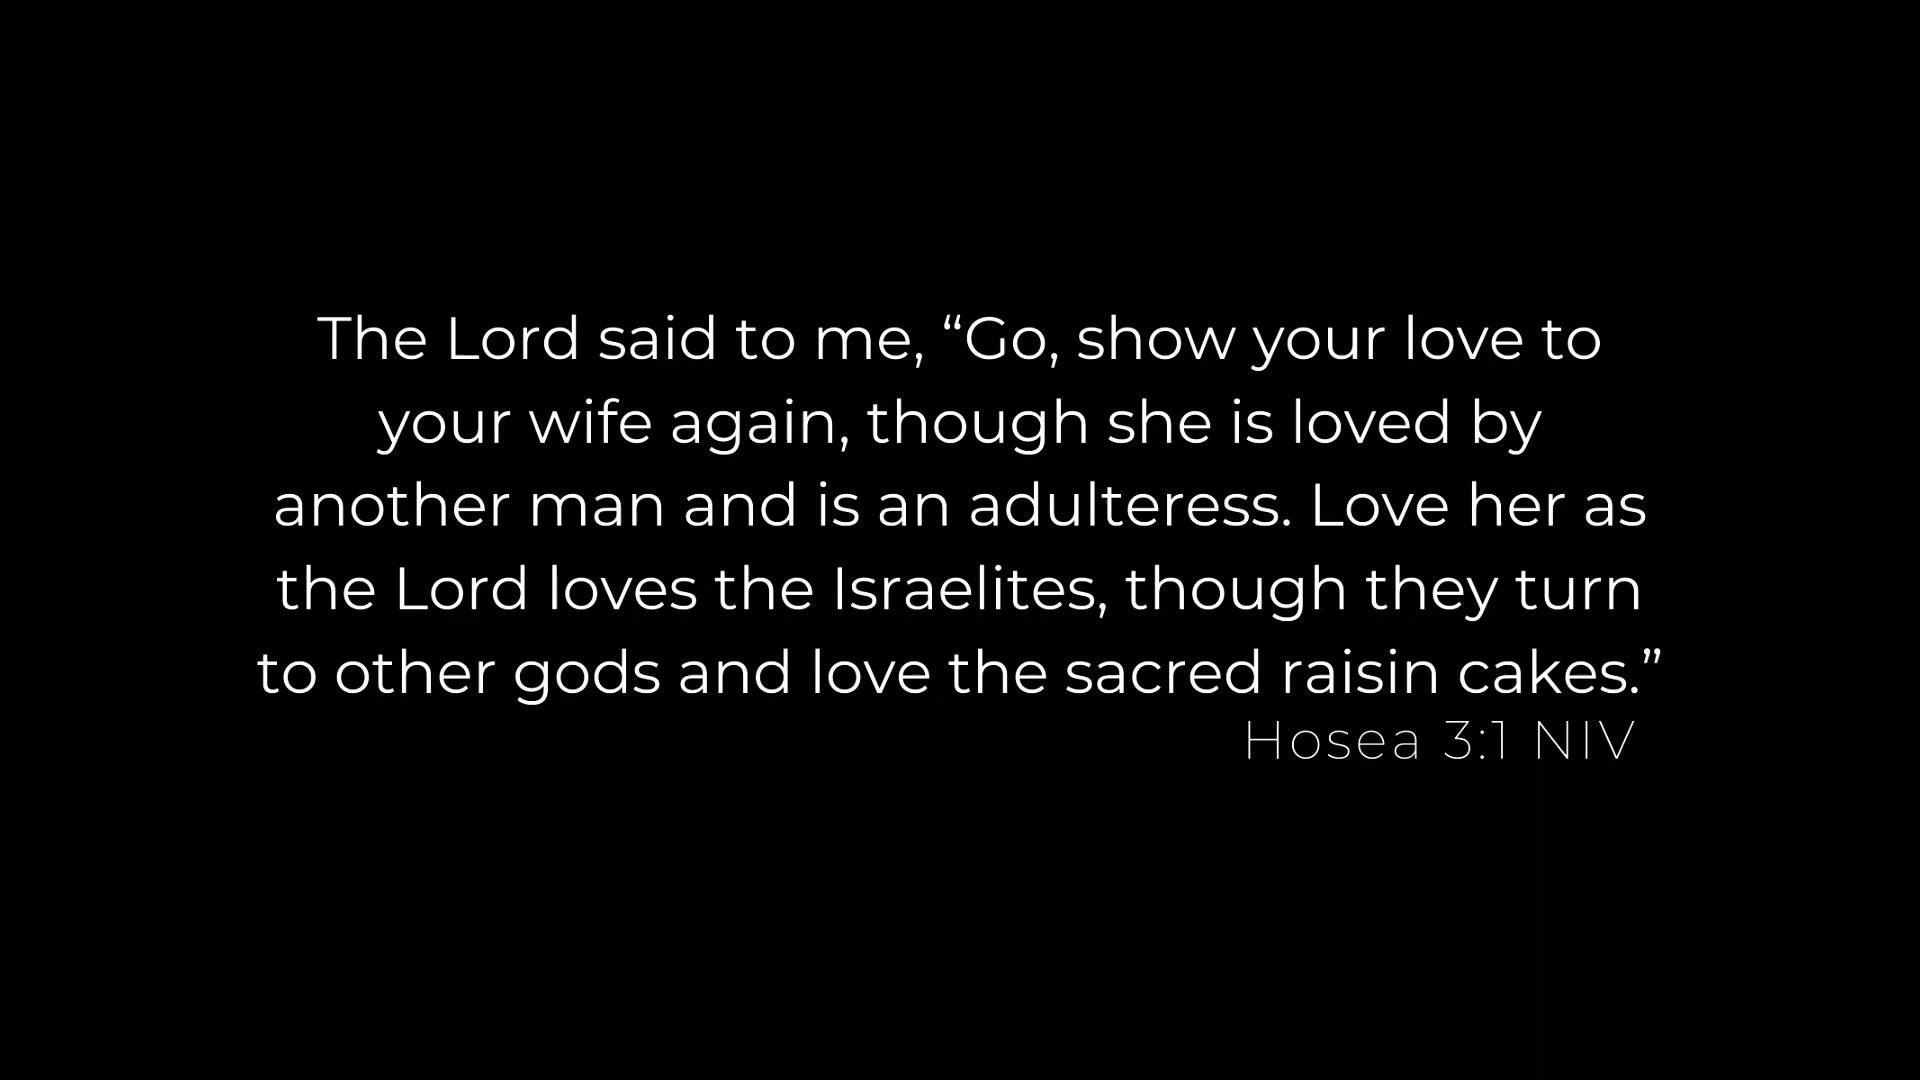 The Lord said to me, “Go, show your love to
your wife again, though she is loved by
another man and is an adulteress. Love her as
the Lord loves the Israelites, though they turn
to other gods and love the sacred raisin cakes.”
Hosea 3:1 NIV